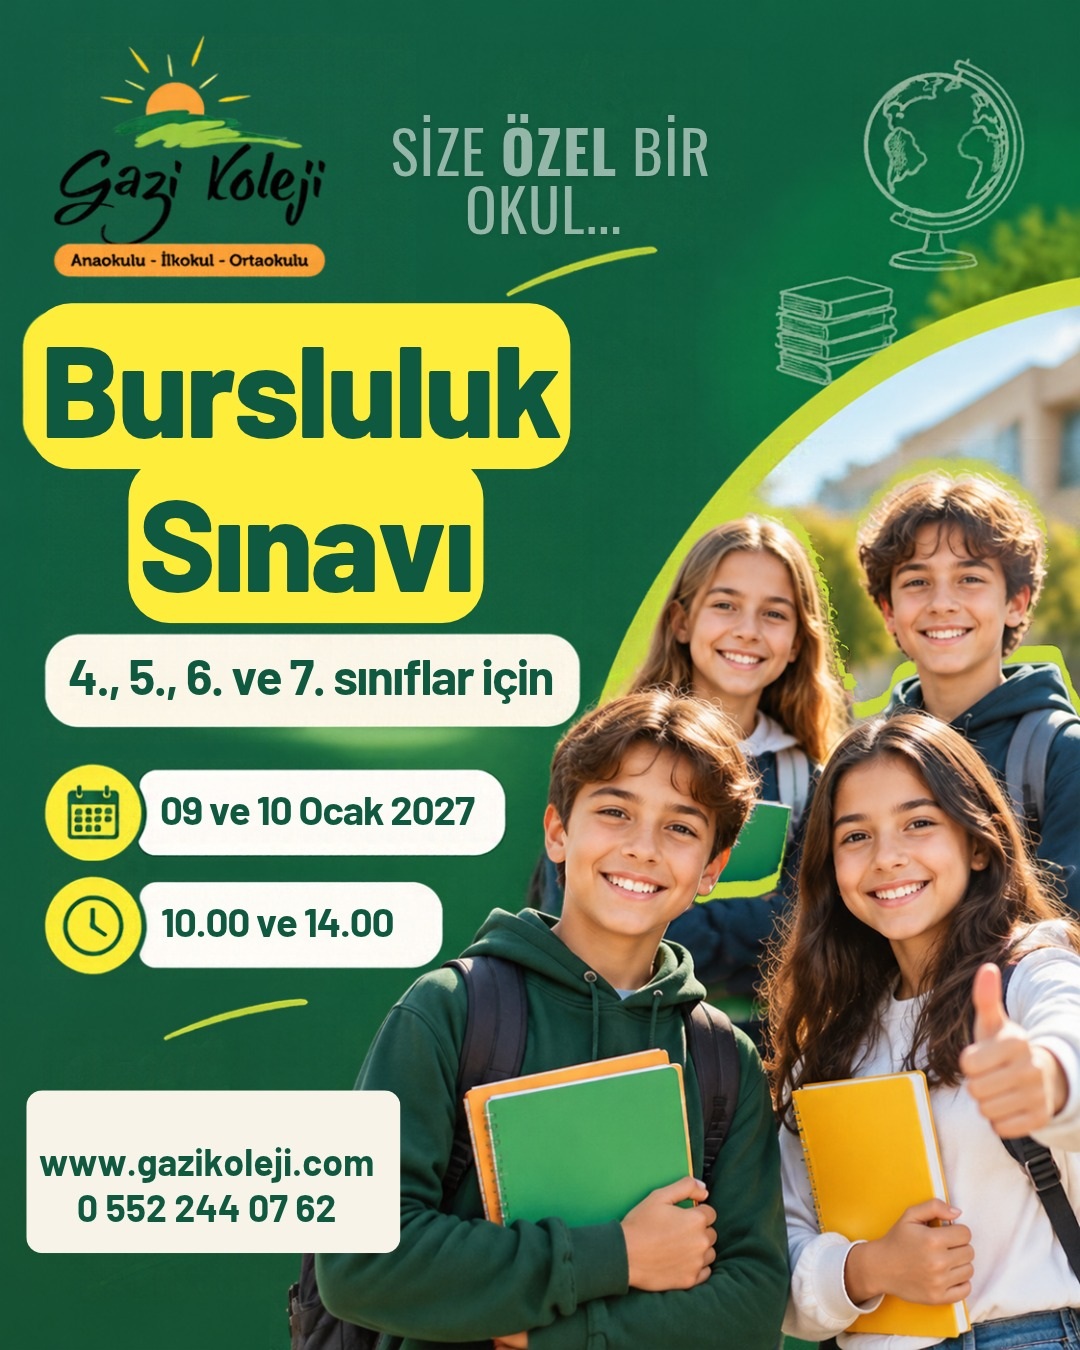 Gazi Koleji
Anaokulu - İlkokul - Ortaokulu
SİZE ÖZEL BİR
OKUL...
Bursluluk
Sınavı
4., 5., 6. ve 7. sınıflar için
09 ve 10 Ocak 2027
10.00 ve 14.00
www.gazikoleji.com
0 552 244 07 62